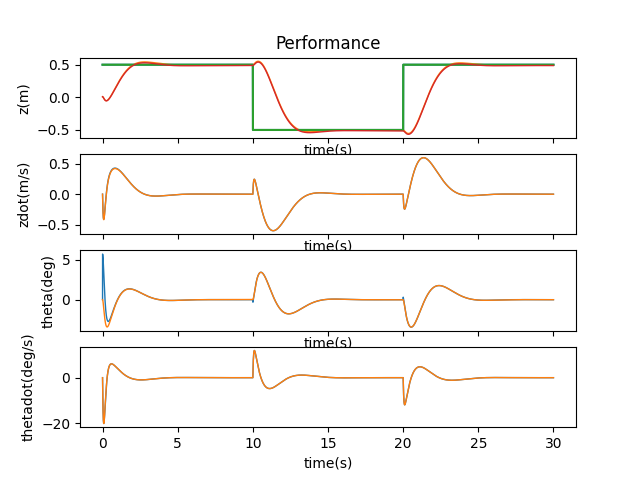 Performance
0.5
0.0
−0.5
z(m)
time(s)
0.5
0.0
−0.5
zdot(m/s)
time(s)
5
0
theta(deg)
time(s)
0
−20
thetadot(deg/s)
0 5 10 15 20 25 30
time(s)